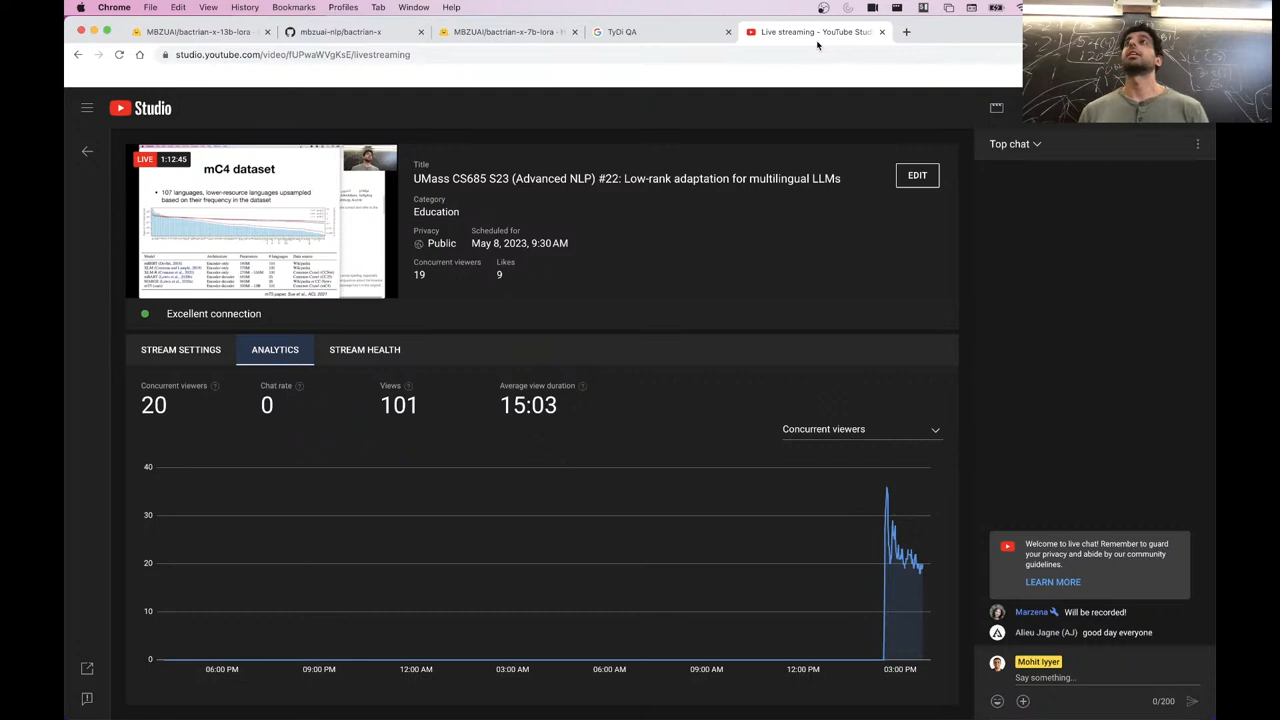 Chrome File Edit View History Bookmarks Profiles Tab Window Help
MBZUAI/bactrian-x-13b-lora mbzuai-nlp/bactrian-x MBZUAI/bactrian-x-7b-lora - H TyDi QA Live streaming - YouTube Stud
studio.youtube.com/video/fUPwaWVgKsE/livestreaming
Studio
LIVE 1:12:45
mC4 dataset
• 107 languages, lower-resource languages upsampled
based on their frequency in the dataset
Title
UMass CS685 S23 (Advanced NLP) #22: Low-rank adaptation for multilingual LLMs
EDIT
Category
Education
Privacy Scheduled for
Public May 8, 2023, 9:30 AM
Concurrent viewers Likes
19 9
Excellent connection
STREAM SETTINGS ANALYTICS STREAM HEALTH
Concurrent viewers Chat rate Views Average view duration
20 0 101 15:03
Concurrent viewers
40
30
20
10
0
06:00 PM 09:00 PM 12:00 AM 03:00 AM 06:00 AM 09:00 AM 12:00 PM 03:00 PM
Top chat
Welcome to live chat! Remember to guard
your privacy and abide by our community
guidelines.
LEARN MORE
Marzena Will be recorded!
Alieu Jagne (AJ) good day everyone
Mohit Iyyer
Say something...
0/200